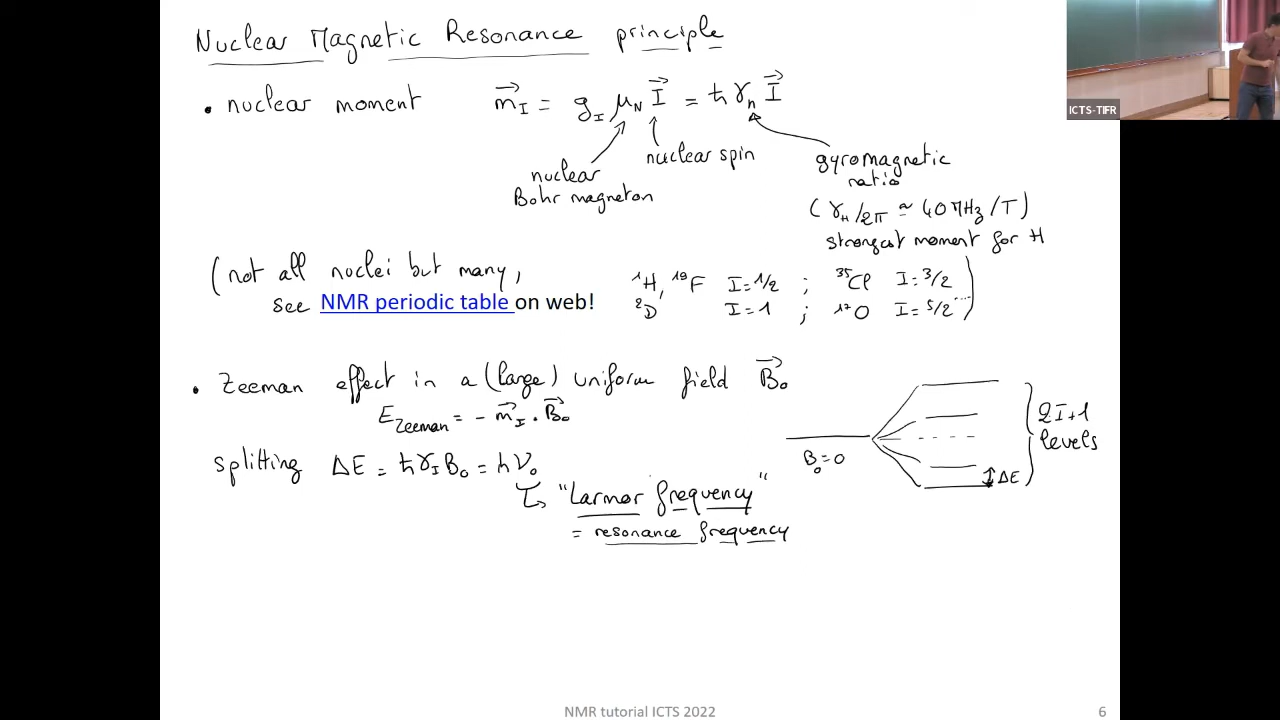 Nuclear Magnetic Resonance principle
• nuclear moment m⃗_I = g_I μ_N I⃗ = ħ γ_n I⃗
nuclear Bohr magneton
nuclear spin
gyromagnetic ratio
(γ_H/2π ≃ 40 MHz/T)
strongest moment for H
(not all nuclei but many,
see NMR periodic table on web!
¹H, ¹⁹F I=1/2 ; ³⁵Cl I=3/2
²D I=1 ; ¹⁷O I=5/2 ...)
• Zeeman effect in a (large) uniform field B⃗₀
E_Zeeman = - m⃗_I . B⃗₀
splitting ΔE = ħγ_I B₀ = hν₀
"Larmor frequency"
= resonance frequency
B₀=0
ΔE
2I+1
levels
ICTS-TIFR
NMR tutorial ICTS 2022
6